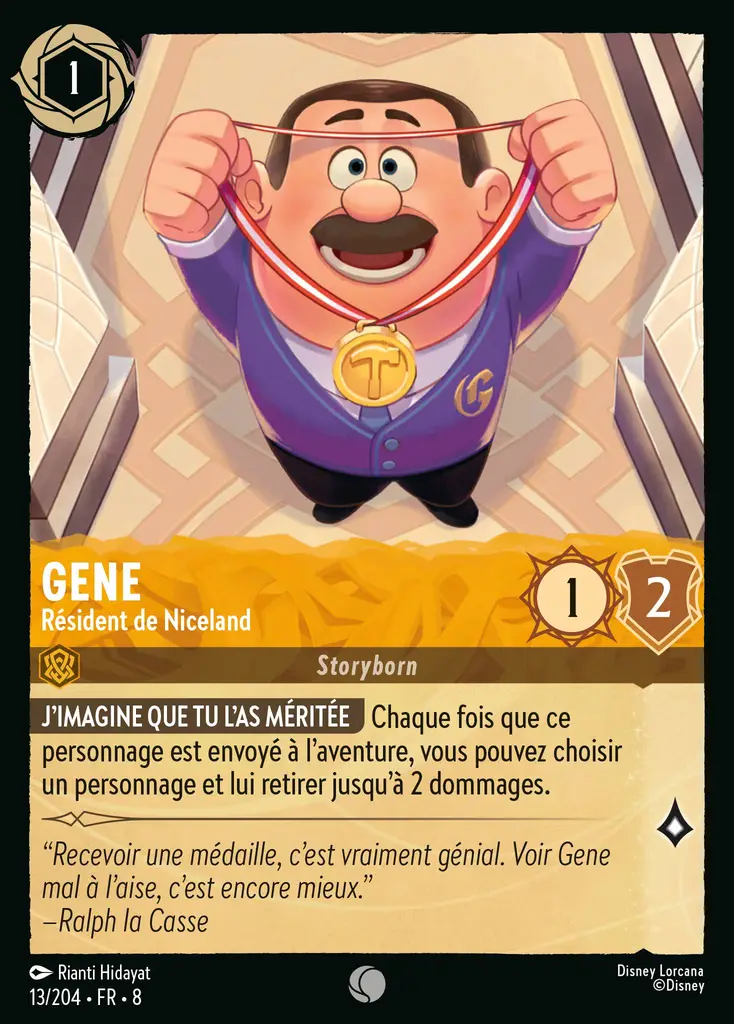 1
GENE
Résident de Niceland
1
2
Storyborn
J'IMAGINE QUE TU L'AS MÉRITÉE Chaque fois que ce
personnage est envoyé à l'aventure, vous pouvez choisir
un personnage et lui retirer jusqu'à 2 dommages.
“Recevoir une médaille, c'est vraiment génial. Voir Gene
mal à l'aise, c'est encore mieux.”
–Ralph la Casse
Rianti Hidayat
Disney Lorcana
13/204 • FR • 8
©Disney